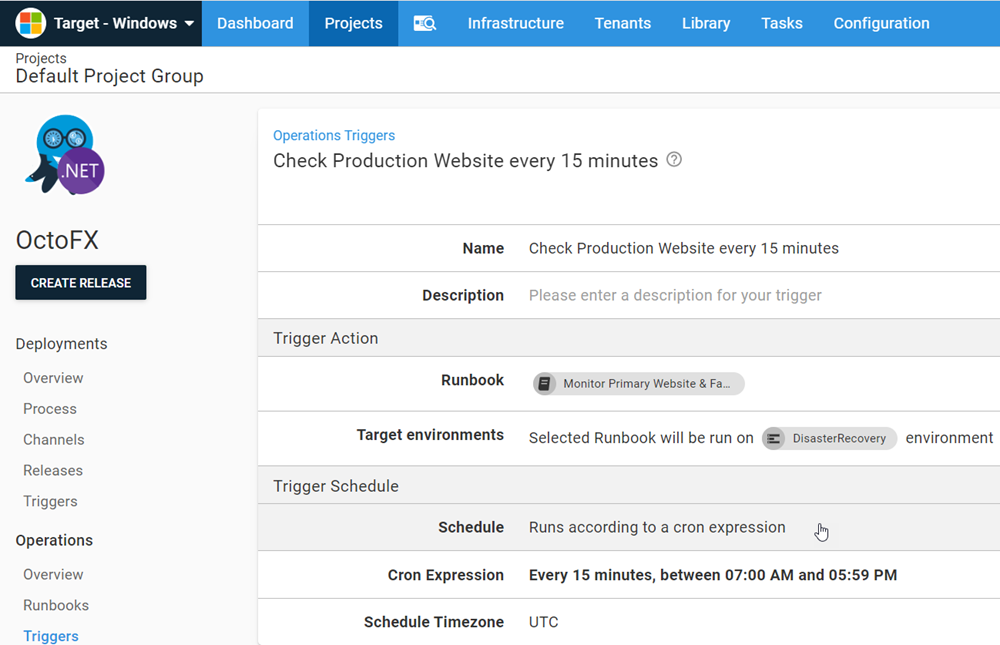 Target - Windows Dashboard Projects Infrastructure Tenants Library Tasks Configuration
Projects
Default Project Group
.NET
OctoFX
CREATE RELEASE
Deployments
Overview
Process
Channels
Releases
Triggers
Operations
Overview
Runbooks
Triggers
Operations Triggers
Check Production Website every 15 minutes ?
Name Check Production Website every 15 minutes
Description Please enter a description for your trigger
Trigger Action
Runbook Monitor Primary Website & Fa...
Target environments Selected Runbook will be run on DisasterRecovery environment
Trigger Schedule
Schedule Runs according to a cron expression
Cron Expression Every 15 minutes, between 07:00 AM and 05:59 PM
Schedule Timezone UTC